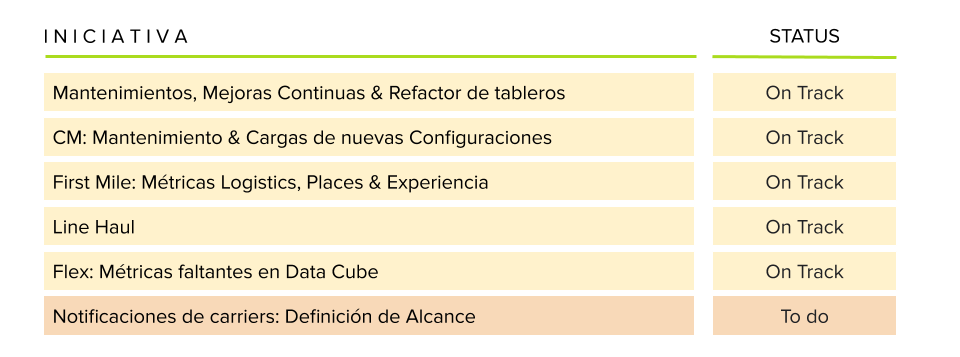 INICIATIVA STATUS
Mantenimientos, Mejoras Continuas & Refactor de tableros On Track
CM: Mantenimiento & Cargas de nuevas Configuraciones On Track
First Mile: Métricas Logistics, Places & Experiencia On Track
Line Haul On Track
Flex: Métricas faltantes en Data Cube On Track
Notificaciones de carriers: Definición de Alcance To do